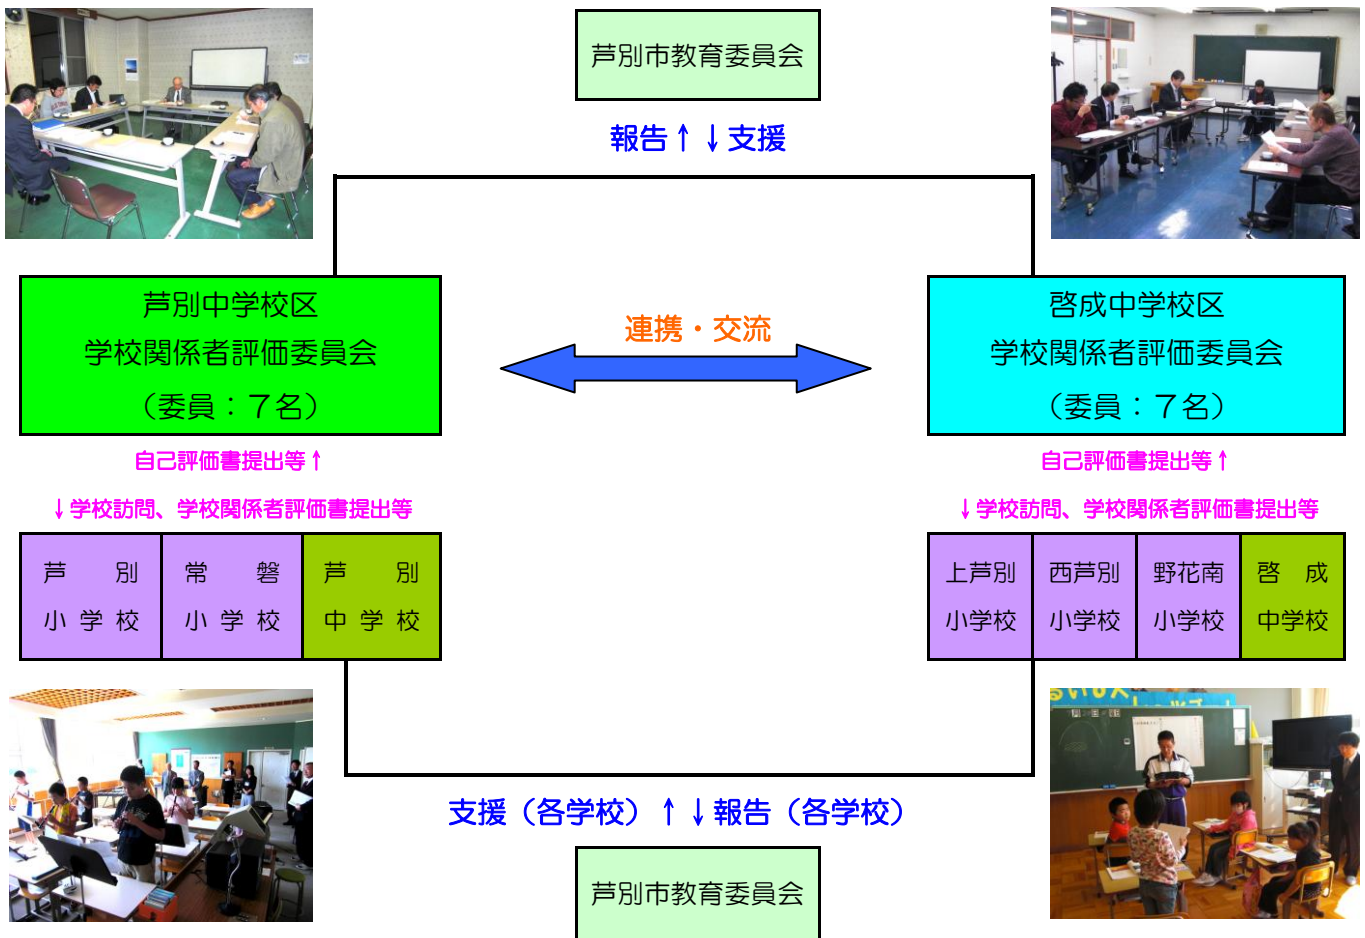 芦別市教育委員会
報告↑↓支援
芦別中学校区
学校関係者評価委員会
（委員：７名）
連携・交流
啓成中学校区
学校関係者評価委員会
（委員：７名）
自己評価書提出等↑
↓学校訪問、学校関係者評価書提出等
自己評価書提出等↑
↓学校訪問、学校関係者評価書提出等
芦別
小学校
常磐
小学校
芦別
中学校
上芦別
小学校
西芦別
小学校
野花南
小学校
啓成
中学校
支援（各学校）↑↓報告（各学校）
芦別市教育委員会